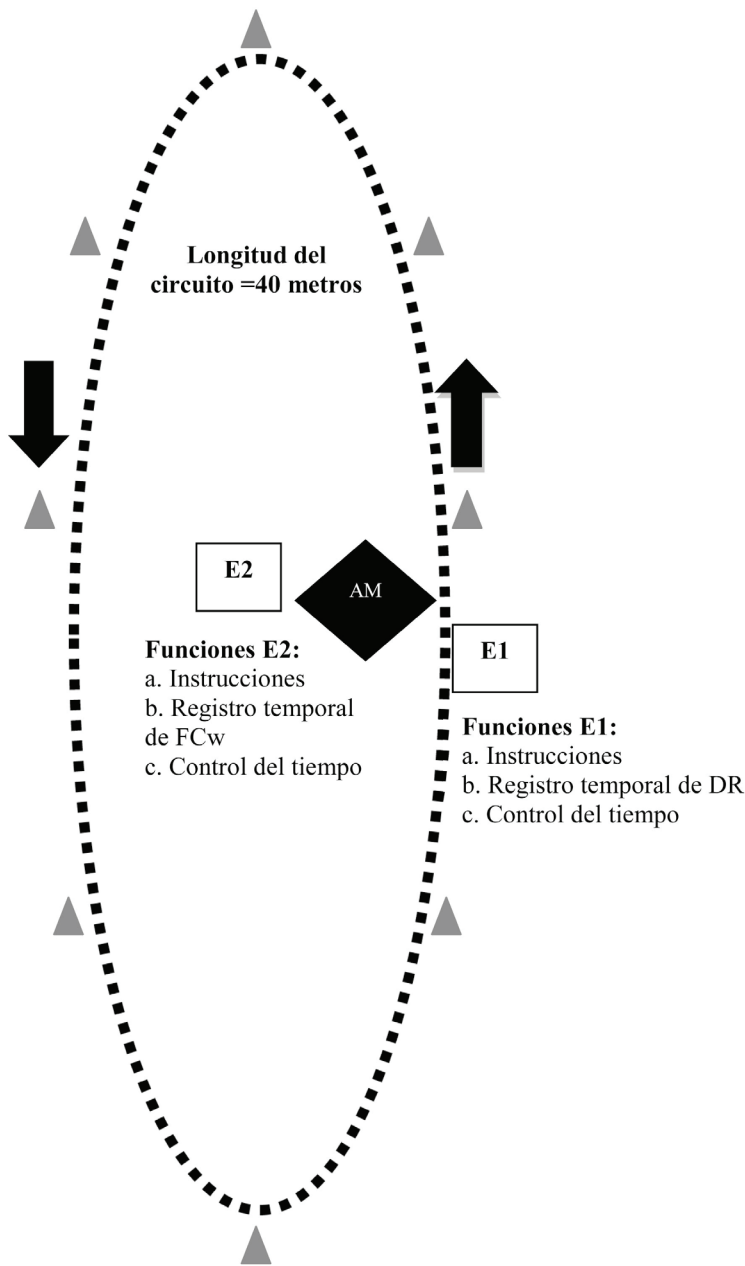 Longitud del
circuito =40 metros
E2
AM
E1
Funciones E2:
a. Instrucciones
b. Registro temporal
de FCw
c. Control del tiempo
Funciones E1:
a. Instrucciones
b. Registro temporal de DR
c. Control del tiempo